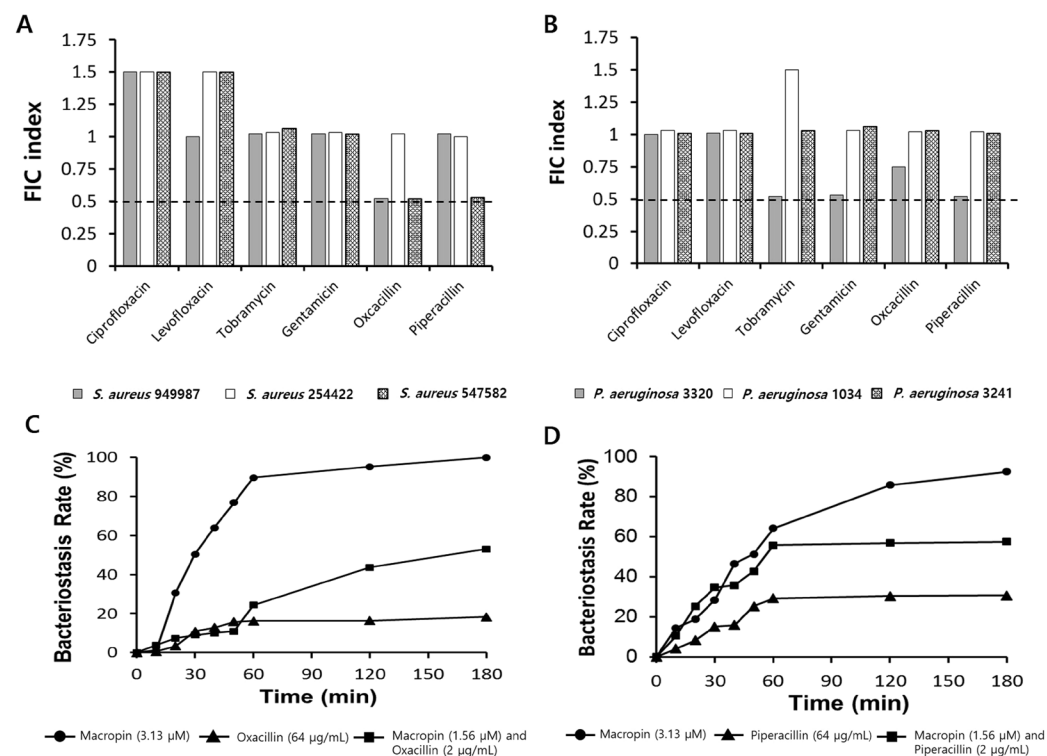 A
FIC index
1.75
1.5
1.25
1
0.75
0.5
0.25
0
Ciprofloxacin
Levofloxacin
Tobramycin
Gentamicin
Oxcacillin
Piperacillin
S. aureus 949987
S. aureus 254422
S. aureus 547582
B
FIC index
1.75
1.5
1.25
1
0.75
0.5
0.25
0
Ciprofloxacin
Levofloxacin
Tobramycin
Gentamicin
Oxcacillin
Piperacillin
P. aeruginosa 3320
P. aeruginosa 1034
P. aeruginosa 3241
C
Bacteriostasis Rate (%)
100
80
60
40
20
0
0 30 60 90 120 150 180
Time (min)
Macropin (3.13 μM)
Oxacillin (64 μg/mL)
Macropin (1.56 μM) and
Oxacillin (2 μg/mL)
D
Bacteriostasis Rate (%)
100
80
60
40
20
0
0 30 60 90 120 150 180
Time (min)
Macropin (3.13 μM)
Piperacillin (64 μg/mL)
Macropin (1.56 μM) and
Piperacillin (2 μg/mL)